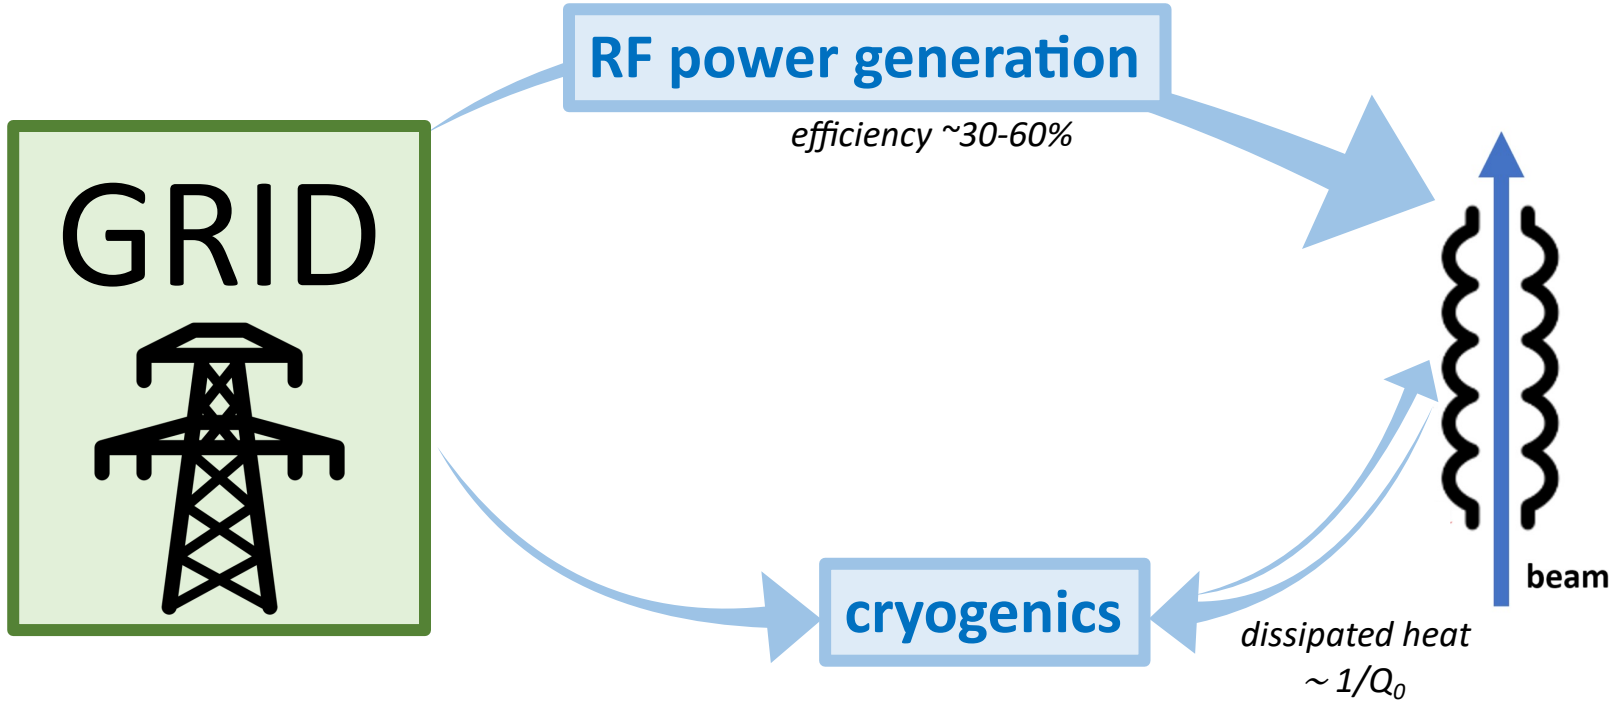 RF power generation
efficiency ~30-60%
GRID
beam
cryogenics
dissipated heat
~ 1/Q₀